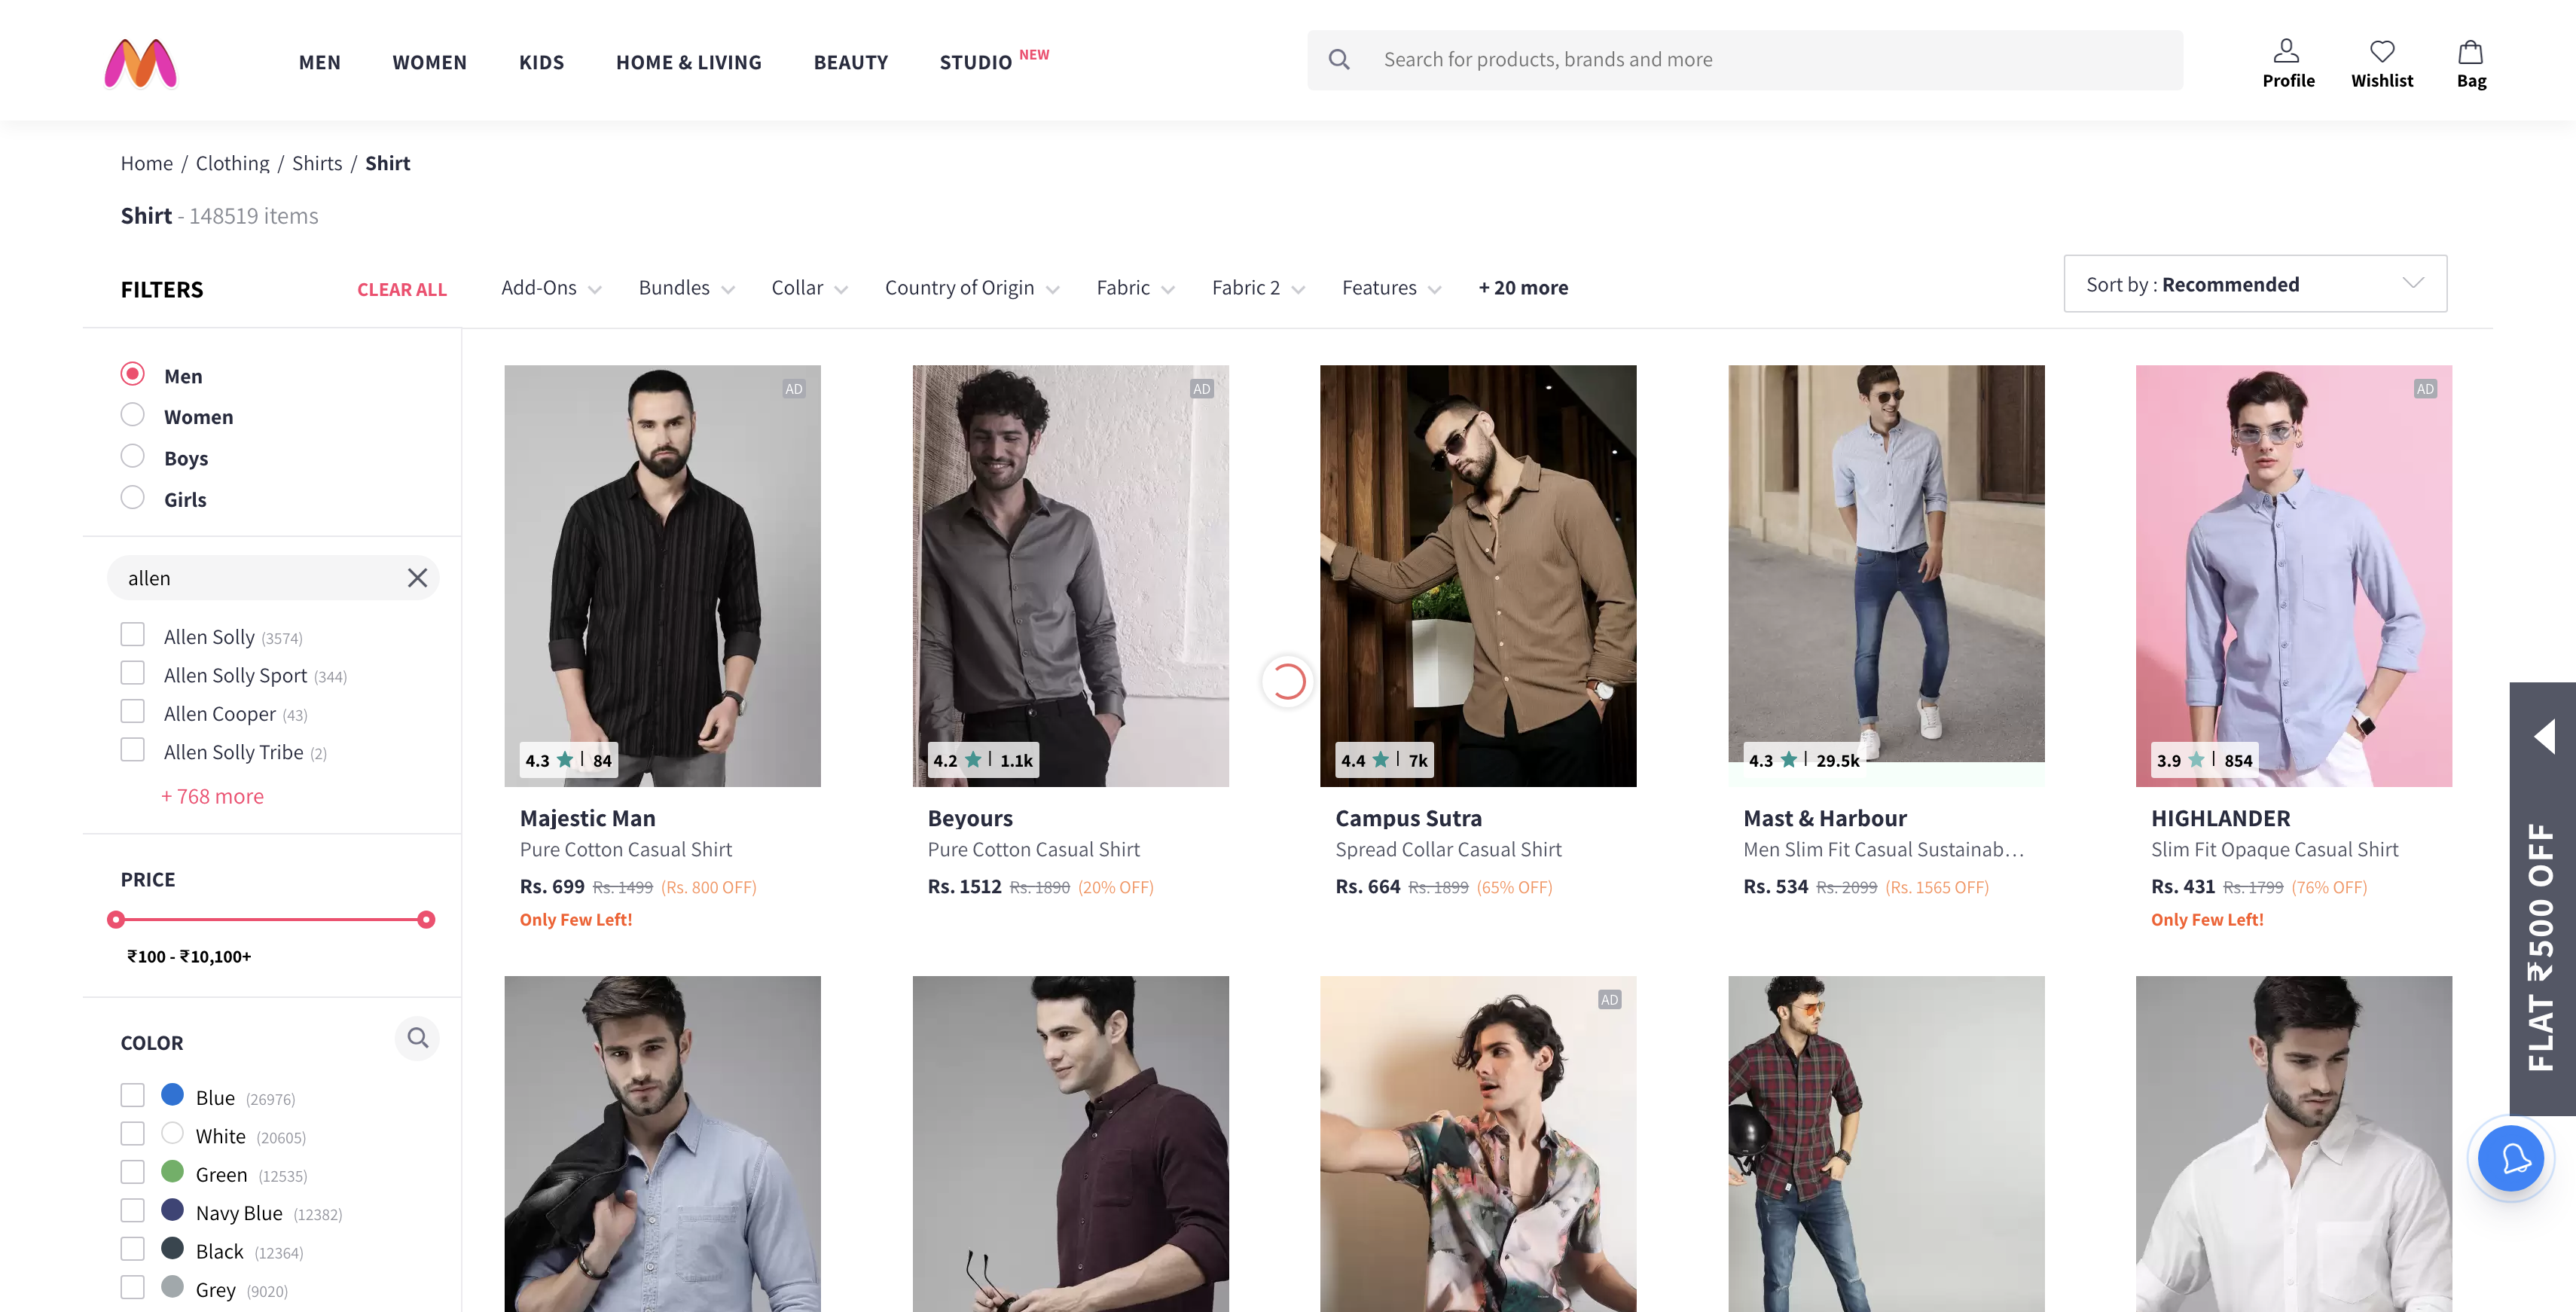 MEN WOMEN KIDS HOME & LIVING BEAUTY STUDIO NEW
Search for products, brands and more
Profile Wishlist Bag
Home / Clothing / Shirts / Shirt
Shirt - 148519 items
FILTERS CLEAR ALL
Add-Ons Bundles Collar Country of Origin Fabric Fabric 2 Features + 20 more
Sort by : Recommended
Men
Women
Boys
Girls
allen
Allen Solly (3574)
Allen Solly Sport (344)
Allen Cooper (43)
Allen Solly Tribe (2)
+ 768 more
PRICE
₹100 - ₹10,100+
COLOR
Blue (26976)
White (20605)
Green (12535)
Navy Blue (12382)
Black (12364)
Grey (9020)
AD
4.3 | 84
Majestic Man
Pure Cotton Casual Shirt
Rs. 699 Rs. 1499 (Rs. 800 OFF)
Only Few Left!
AD
4.2 | 1.1k
Beyours
Pure Cotton Casual Shirt
Rs. 1512 Rs. 1890 (20% OFF)
4.4 | 7k
Campus Sutra
Spread Collar Casual Shirt
Rs. 664 Rs. 1899 (65% OFF)
4.3 | 29.5k
Mast & Harbour
Men Slim Fit Casual Sustainab...
Rs. 534 Rs. 2099 (Rs. 1565 OFF)
AD
3.9 | 854
HIGHLANDER
Slim Fit Opaque Casual Shirt
Rs. 431 Rs. 1799 (76% OFF)
Only Few Left!
AD
FLAT ₹500 OFF